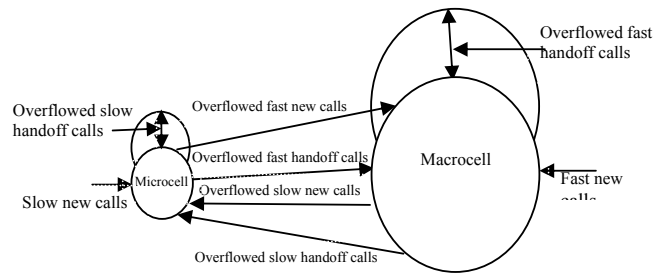 Overflowed fast
handoff calls
Overflowed slow
handoff calls
Overflowed fast new calls
Overflowed fast handoff calls
Macrocell
Microcell
Overflowed slow new calls
Fast new
calls
Slow new calls
Overflowed slow handoff calls